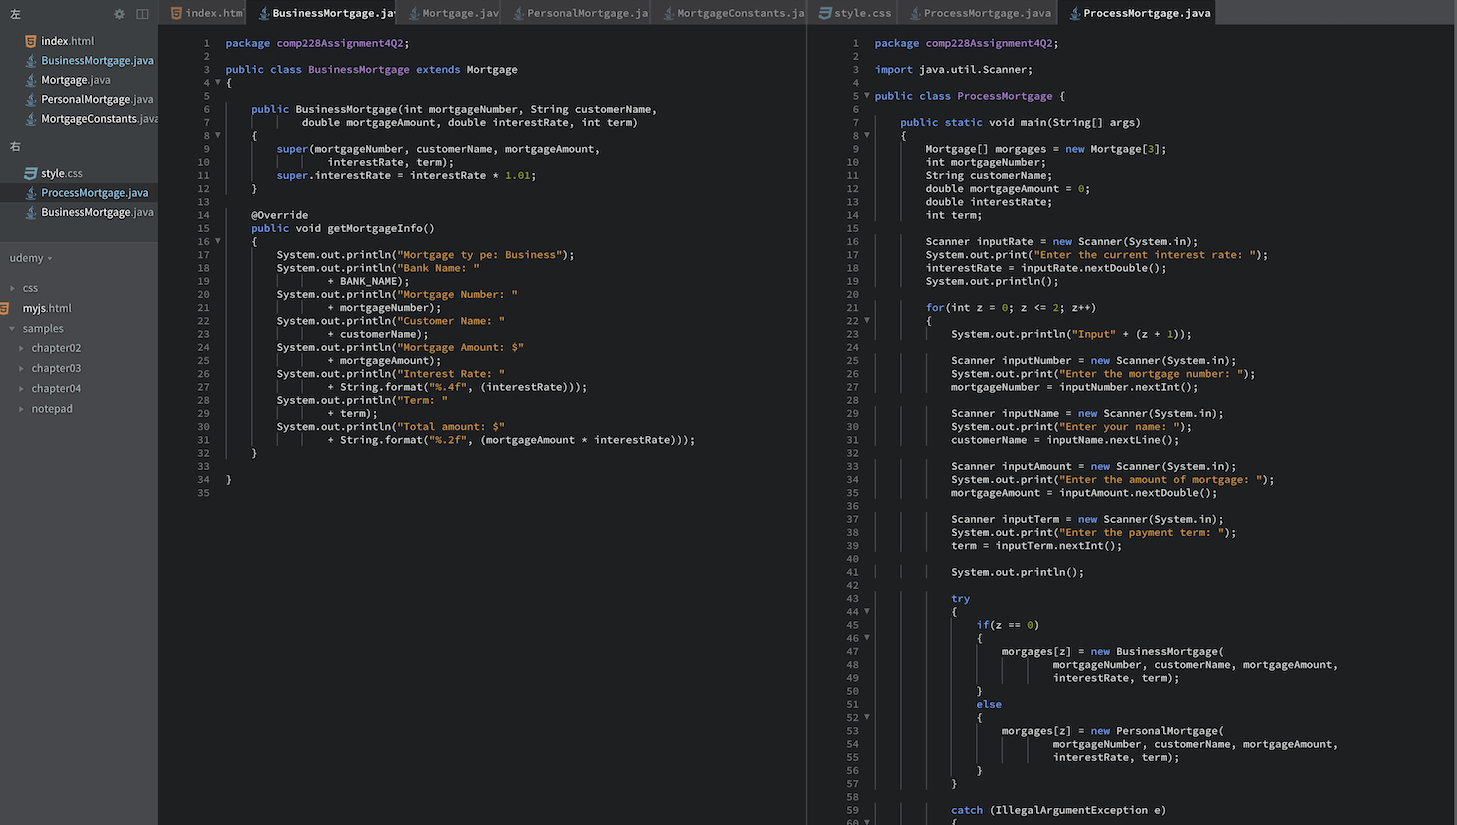 左
index.html
BusinessMortgage.java
Mortgage.java
PersonalMortgage.java
MortgageConstants.java
右
style.css
ProcessMortgage.java
BusinessMortgage.java
udemy
css
myjs.html
samples
chapter02
chapter03
chapter04
notepad
index.htm BusinessMortgage.jav Mortgage.jav PersonalMortgage.ja MortgageConstants.ja
1 package comp228Assignment4Q2;
2
3 public class BusinessMortgage extends Mortgage
4 {
5
6 public BusinessMortgage(int mortgageNumber, String customerName,
7 double mortgageAmount, double interestRate, int term)
8 {
9 super(mortgageNumber, customerName, mortgageAmount,
10 interestRate, term);
11 super.interestRate = interestRate * 1.01;
12 }
13
14 @Override
15 public void getMortgageInfo()
16 {
17 System.out.println("Mortgage ty pe: Business");
18 System.out.println("Bank Name: "
19 + BANK_NAME);
20 System.out.println("Mortgage Number: "
21 + mortgageNumber);
22 System.out.println("Customer Name: "
23 + customerName);
24 System.out.println("Mortgage Amount: $"
25 + mortgageAmount);
26 System.out.println("Interest Rate: "
27 + String.format("%.4f", (interestRate)));
28 System.out.println("Term: "
29 + term);
30 System.out.println("Total amount: $"
31 + String.format("%.2f", (mortgageAmount * interestRate)));
32 }
33
34 }
35
style.css ProcessMortgage.java ProcessMortgage.java
1 package comp228Assignment4Q2;
2
3 import java.util.Scanner;
4
5 public class ProcessMortgage {
6
7 public static void main(String[] args)
8 {
9 Mortgage[] morgages = new Mortgage[3];
10 int mortgageNumber;
11 String customerName;
12 double mortgageAmount = 0;
13 double interestRate;
14 int term;
15
16 Scanner inputRate = new Scanner(System.in);
17 System.out.print("Enter the current interest rate: ");
18 interestRate = inputRate.nextDouble();
19 System.out.println();
20
21 for(int z = 0; z <= 2; z++)
22 {
23 System.out.println("Input" + (z + 1));
24
25 Scanner inputNumber = new Scanner(System.in);
26 System.out.print("Enter the mortgage number: ");
27 mortgageNumber = inputNumber.nextInt();
28
29 Scanner inputName = new Scanner(System.in);
30 System.out.print("Enter your name: ");
31 customerName = inputName.nextLine();
32
33 Scanner inputAmount = new Scanner(System.in);
34 System.out.print("Enter the amount of mortgage: ");
35 mortgageAmount = inputAmount.nextDouble();
36
37 Scanner inputTerm = new Scanner(System.in);
38 System.out.print("Enter the payment term: ");
39 term = inputTerm.nextInt();
40
41 System.out.println();
42
43 try
44 {
45 if(z == 0)
46 {
47 morgages[z] = new BusinessMortgage(
48 mortgageNumber, customerName, mortgageAmount,
49 interestRate, term);
50 }
51 else
52 {
53 morgages[z] = new PersonalMortgage(
54 mortgageNumber, customerName, mortgageAmount,
55 interestRate, term);
56 }
57 }
58
59 catch (IllegalArgumentException e)
60 {